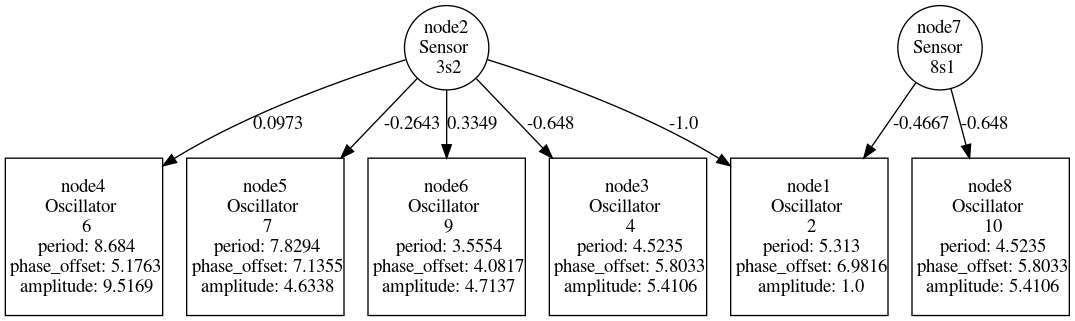 node2
Sensor
3s2
node7
Sensor
8s1
0.0973
-0.2643
0.3349
-0.648
-1.0
-0.4667
-0.648
node4
Oscillator
6
period: 8.684
phase_offset: 5.1763
amplitude: 9.5169
node5
Oscillator
7
period: 7.8294
phase_offset: 7.1355
amplitude: 4.6338
node6
Oscillator
9
period: 3.5554
phase_offset: 4.0817
amplitude: 4.7137
node3
Oscillator
4
period: 4.5235
phase_offset: 5.8033
amplitude: 5.4106
node1
Oscillator
2
period: 5.313
phase_offset: 6.9816
amplitude: 1.0
node8
Oscillator
10
period: 4.5235
phase_offset: 5.8033
amplitude: 5.4106